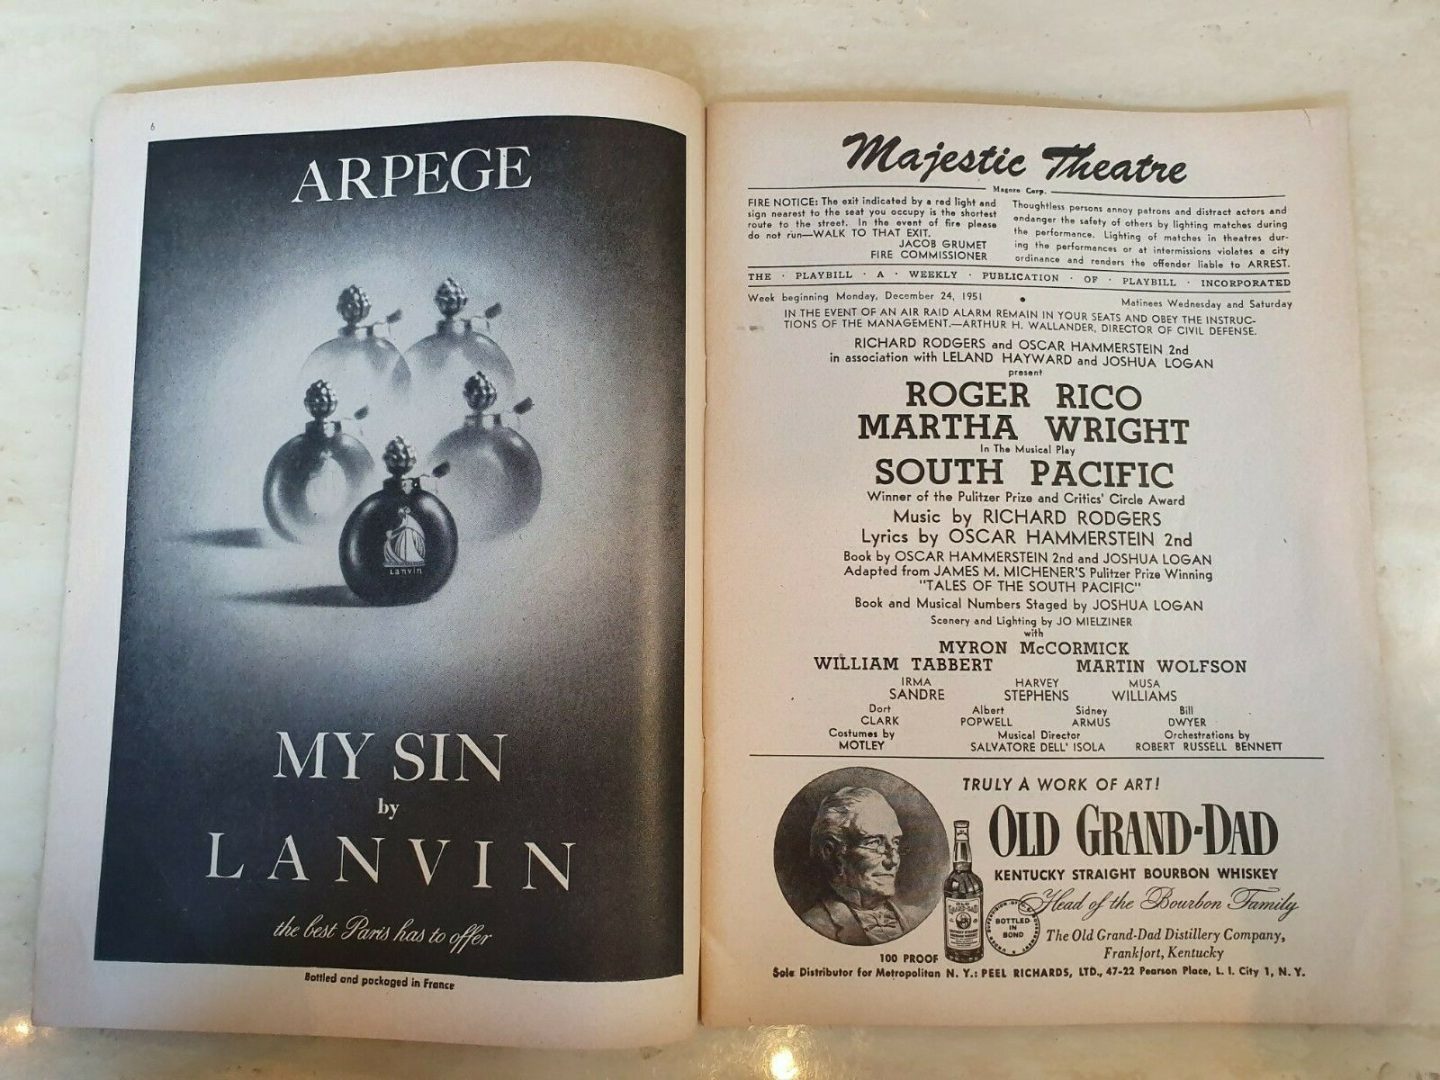 6
ARPEGE
Lanvin
MY SIN
by
LANVIN
the best Paris has to offer
Bottled and packaged in France
Majestic Theatre
Magoro Corp.
FIRE NOTICE: The exit indicated by a red light and
sign nearest to the seat you occupy is the shortest
route to the street. In the event of fire please
do not run—WALK TO THAT EXIT.
JACOB GRUMET
FIRE COMMISSIONER
Thoughtless persons annoy patrons and distract actors and
endanger the safety of others by lighting matches during
the performance. Lighting of matches in theatres dur-
ing the performances or at intermissions violates a city
ordinance and renders the offender liable to ARREST.
THE · PLAYBILL · A · WEEKLY · PUBLICATION · OF · PLAYBILL · INCORPORATED
Week beginning Monday, December 24, 1951 • Matinees Wednesday and Saturday
IN THE EVENT OF AN AIR RAID ALARM REMAIN IN YOUR SEATS AND OBEY THE INSTRUC-
TIONS OF THE MANAGEMENT.—ARTHUR H. WALLANDER, DIRECTOR OF CIVIL DEFENSE.
RICHARD RODGERS and OSCAR HAMMERSTEIN 2nd
in association with LELAND HAYWARD and JOSHUA LOGAN
present
ROGER RICO
MARTHA WRIGHT
In The Musical Play
SOUTH PACIFIC
Winner of the Pulitzer Prize and Critics' Circle Award
Music by RICHARD RODGERS
Lyrics by OSCAR HAMMERSTEIN 2nd
Book by OSCAR HAMMERSTEIN 2nd and JOSHUA LOGAN
Adapted from JAMES M. MICHENER'S Pulitzer Prize Winning
"TALES OF THE SOUTH PACIFIC"
Book and Musical Numbers Staged by JOSHUA LOGAN
Scenery and Lighting by JO MIELZINER
with
MYRON McCORMICK
WILLIAM TABBERT MARTIN WOLFSON
IRMA HARVEY MUSA
SANDRE STEPHENS WILLIAMS
Dort Albert Sidney Bill
CLARK POPWELL ARMUS DWYER
Costumes by Musical Director Orchestrations by
MOTLEY SALVATORE DELL' ISOLA ROBERT RUSSELL BENNETT
TRULY A WORK OF ART!
OLD GRAND-DAD
KENTUCKY STRAIGHT BOURBON WHISKEY
Head of the Bourbon Family
BOTTLED
IN
BOND
The Old Grand-Dad Distillery Company,
Frankfort, Kentucky
100 PROOF
Sole Distributor for Metropolitan N. Y.: PEEL RICHARDS, LTD., 47-22 Pearson Place, L. I. City 1, N. Y.